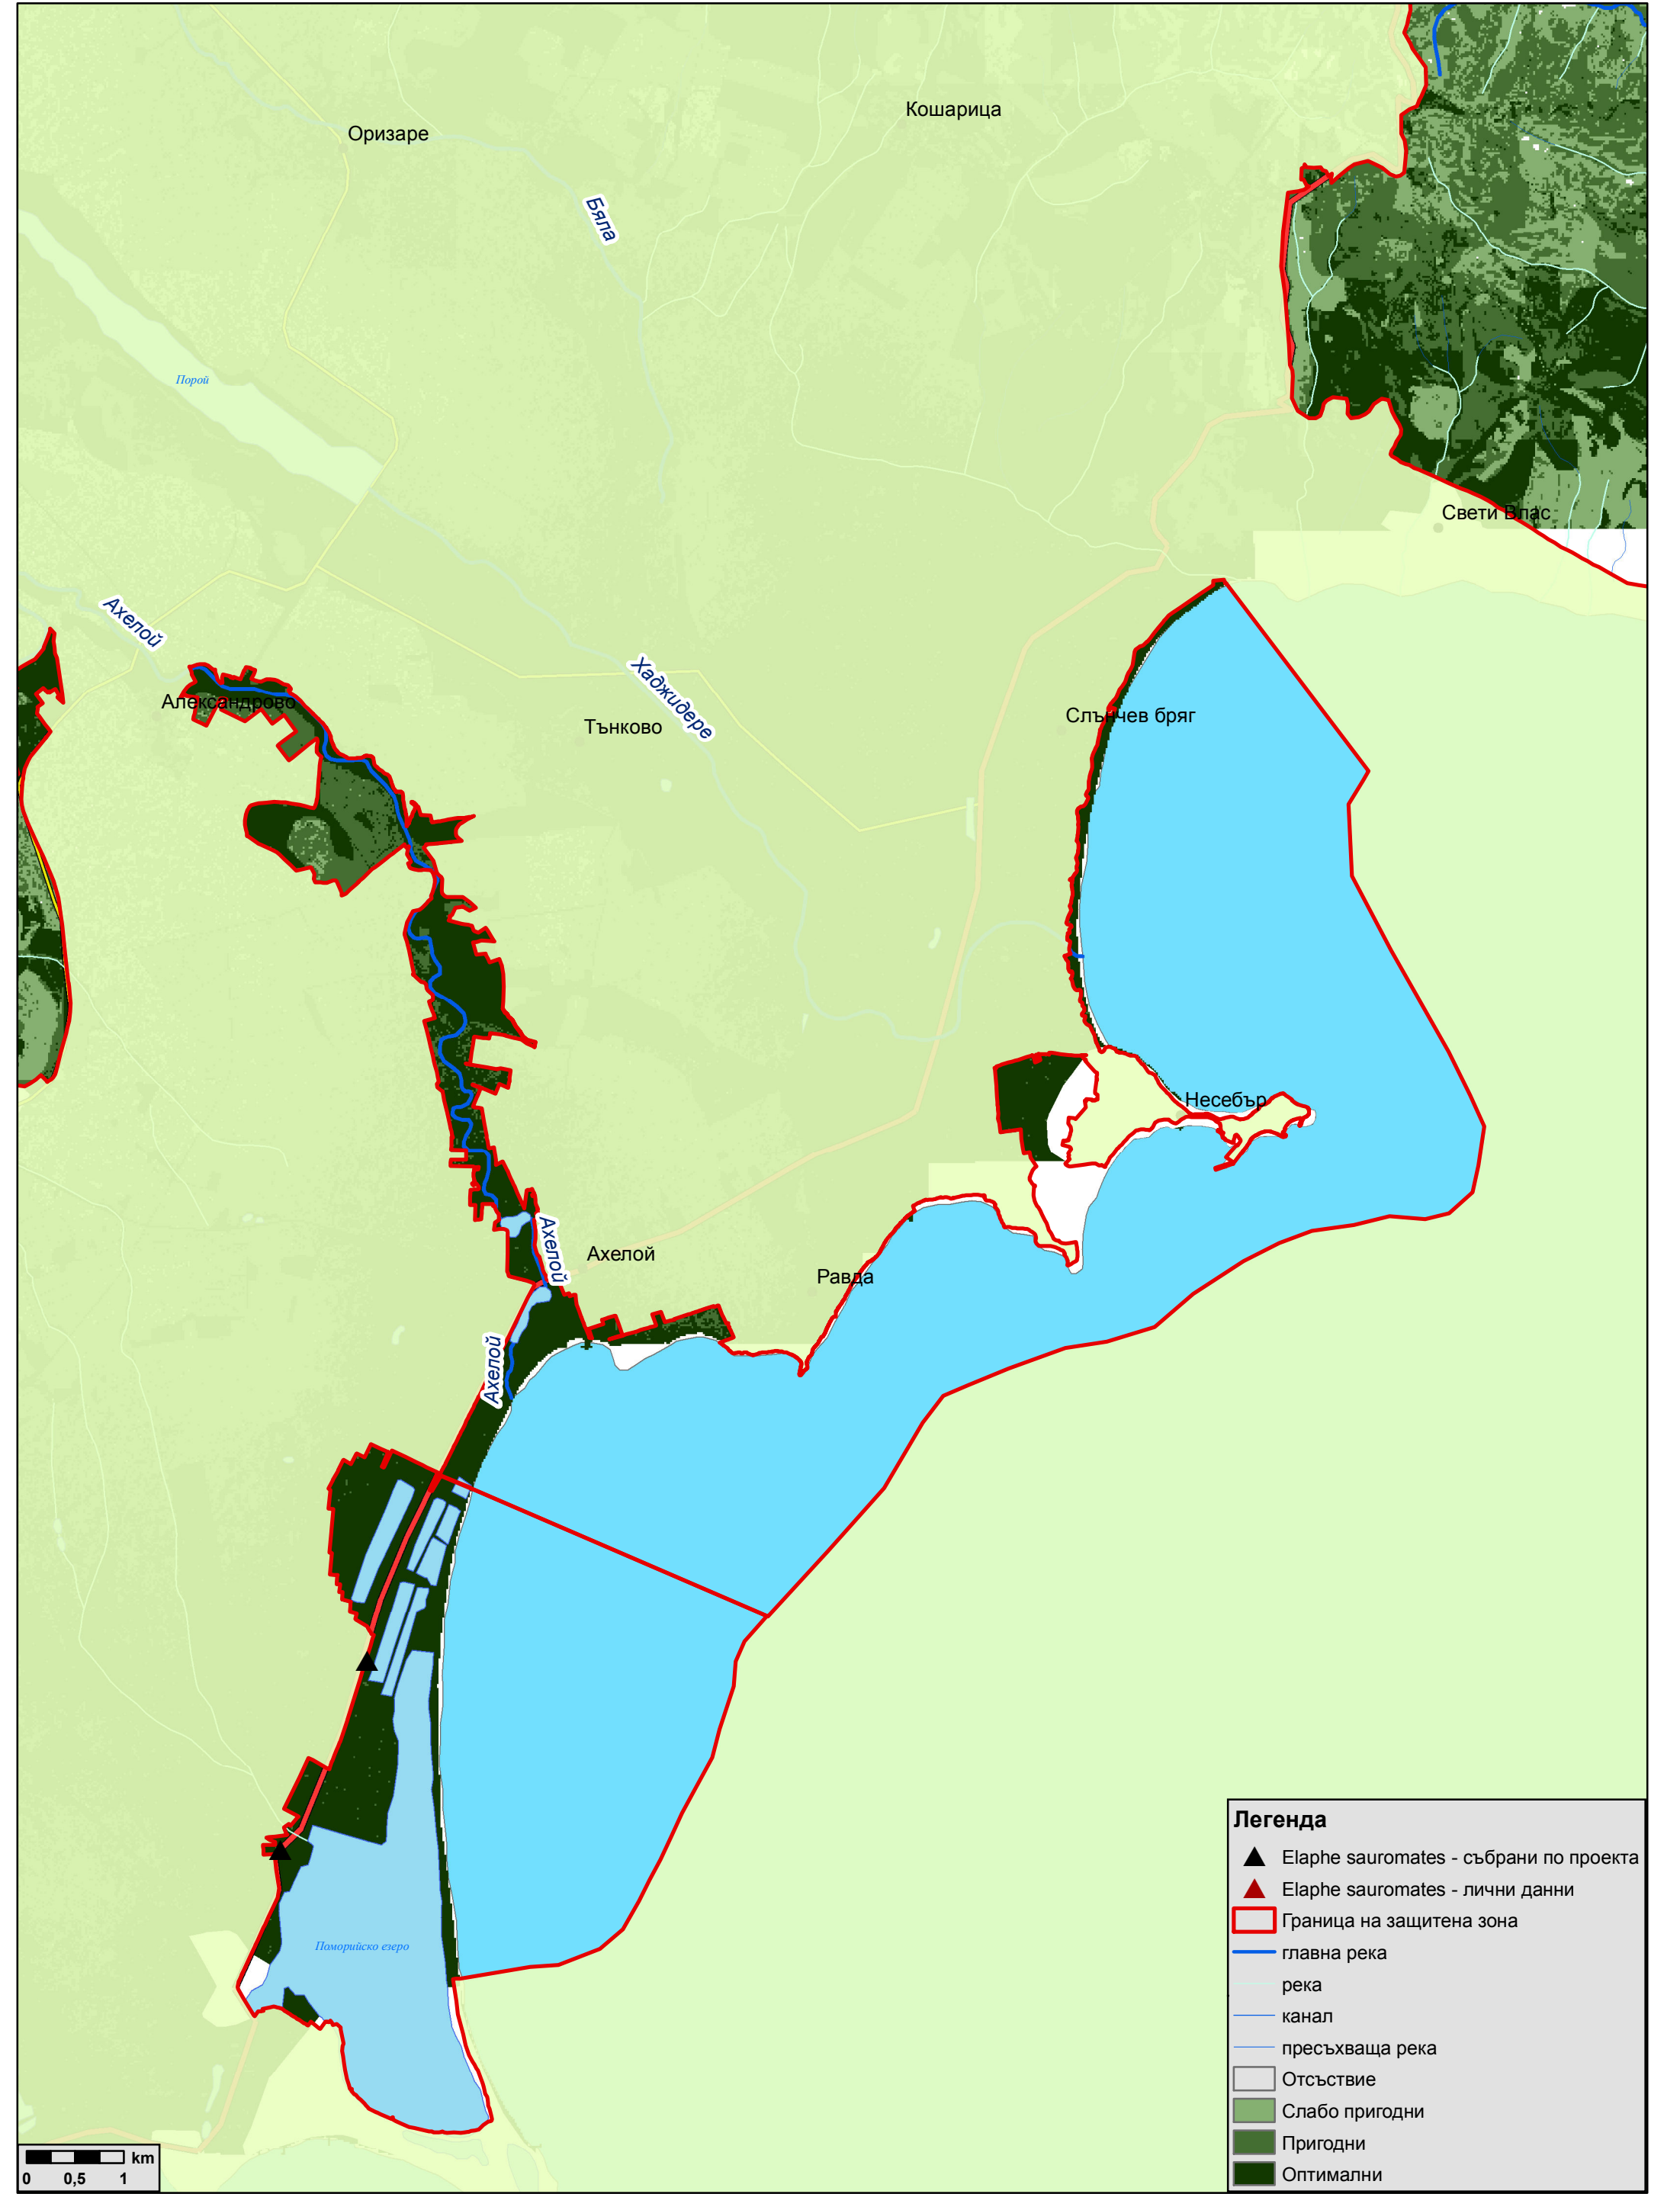 Кошарица
Оризаре
Бяла
Порой
Свети Влас
Ахелой
Александрово
Хаджидере
Тънково
Слънчев бряг
Несебър
Ахелой
Ахелой
Равда
Ахелой
Поморийско езеро
Легенда
Elaphe sauromates - събрани по проекта
Elaphe sauromates - лични данни
Граница на защитена зона
главна река
река
канал
пресъхваща река
Отсъствие
Слабо пригодни
Пригодни
Оптимални
km
0 0,5 1